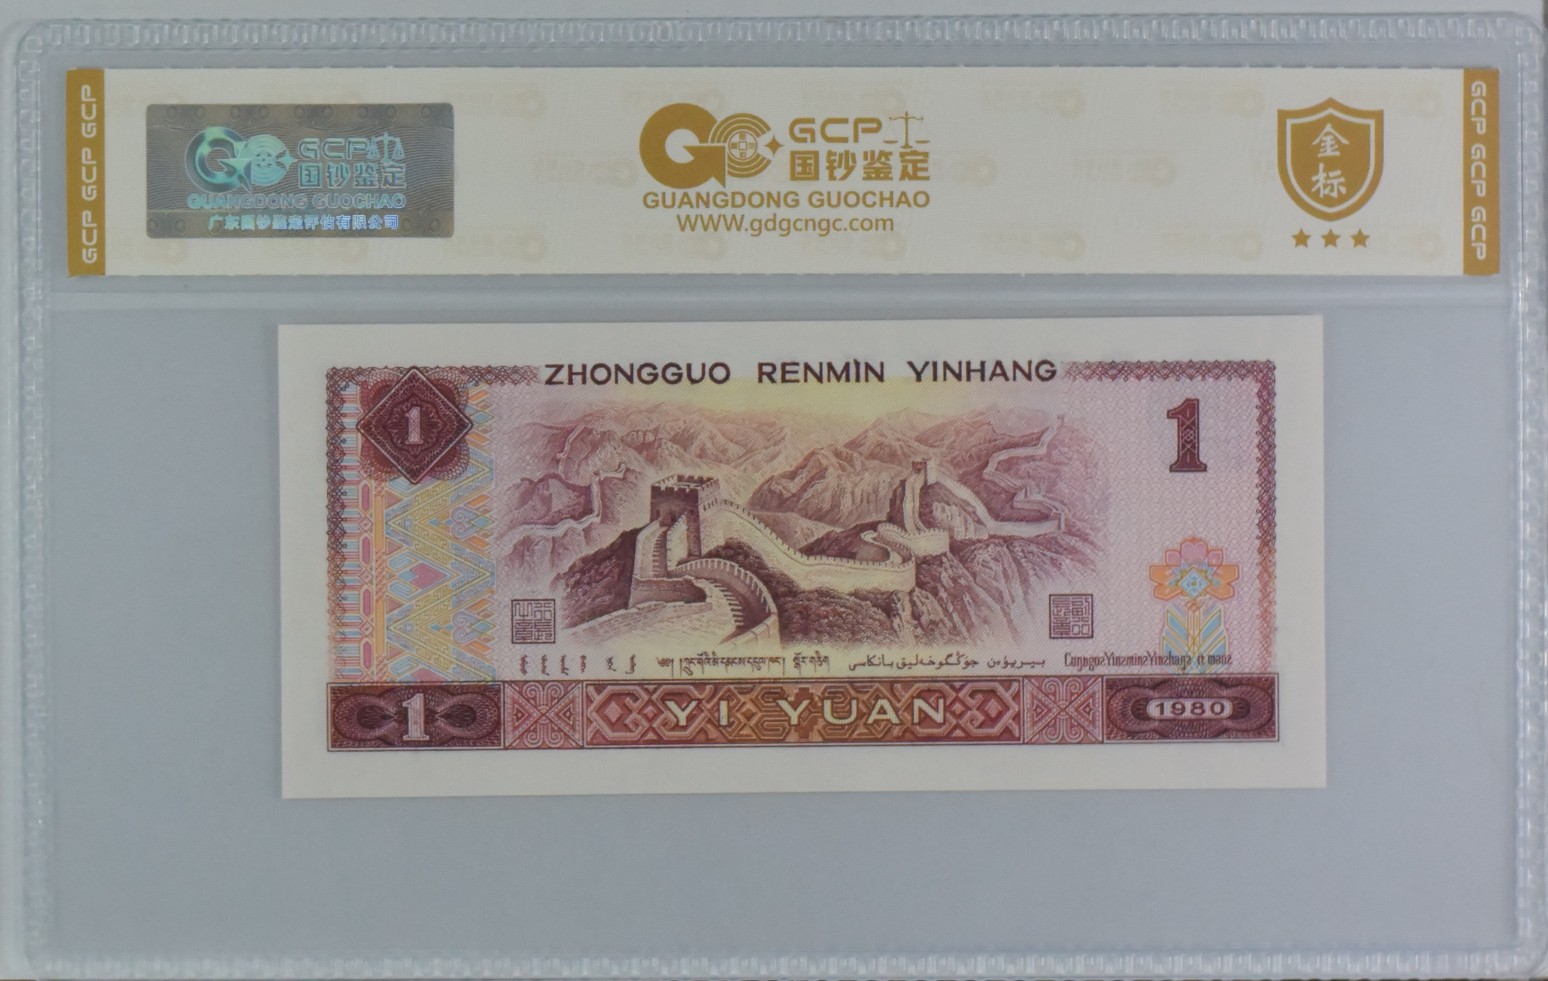 GCP GCP GCP
GCP
国钞鉴定
GUANGDONG GUOCHAO
广东国钞鉴定评估有限公司
GCP
国钞鉴定
GUANGDONG GUOCHAO
WWW.gdgcngc.com
金标
GCP GCP GCP
ZHONGGUO RENMIN YINHANG
1
1
YI YUAN
1
1980